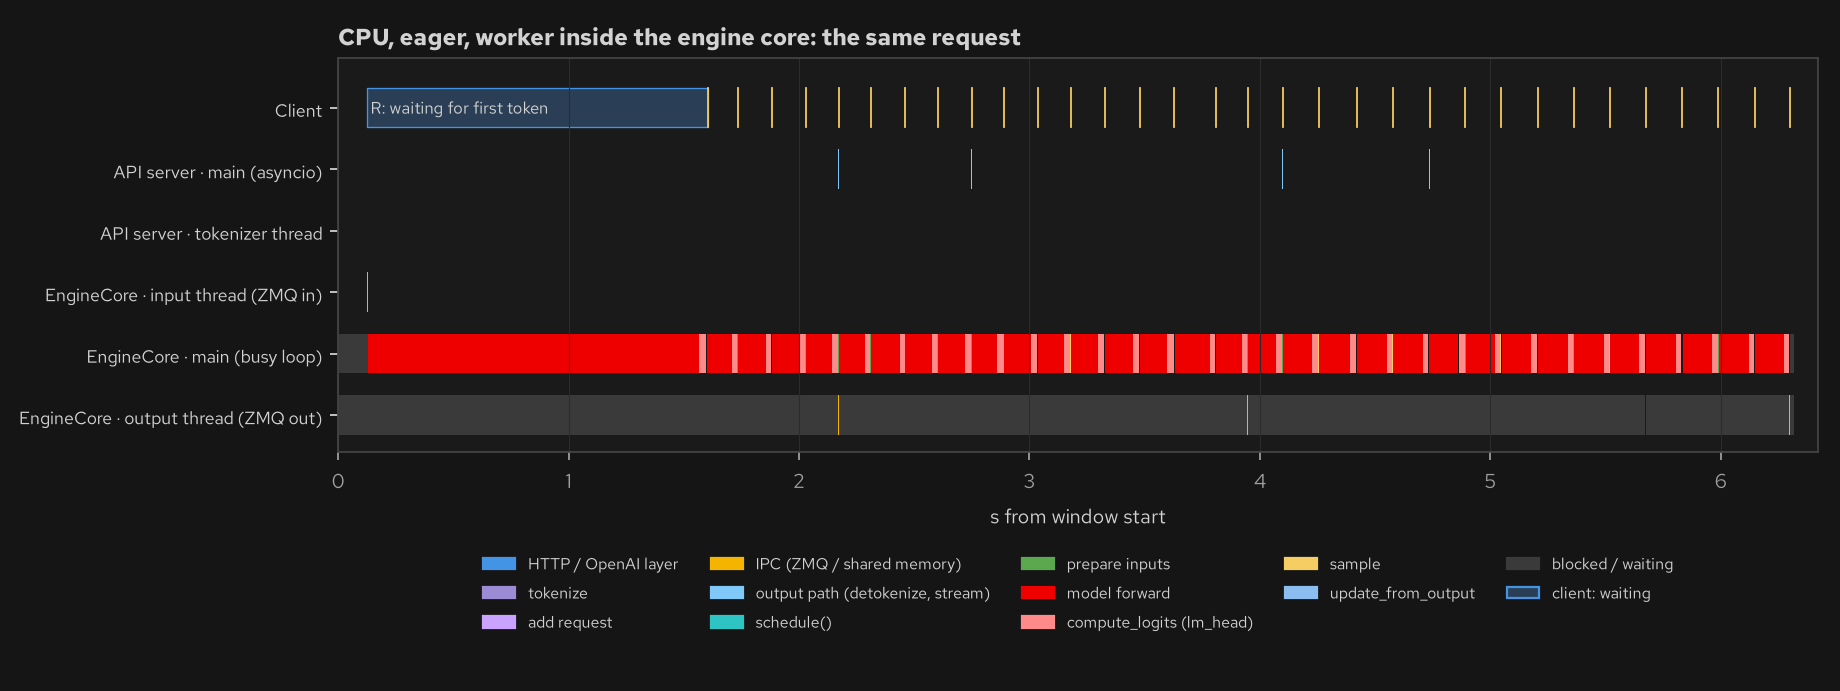 CPU, eager, worker inside the engine core: the same request
Client
R: waiting for first token
API server · main (asyncio)
API server · tokenizer thread
EngineCore · input thread (ZMQ in)
EngineCore · main (busy loop)
EngineCore · output thread (ZMQ out)
0 1 2 3 4 5 6
s from window start
HTTP / OpenAI layer IPC (ZMQ / shared memory) prepare inputs sample blocked / waiting
tokenize output path (detokenize, stream) model forward update_from_output client: waiting
add request schedule() compute_logits (lm_head)